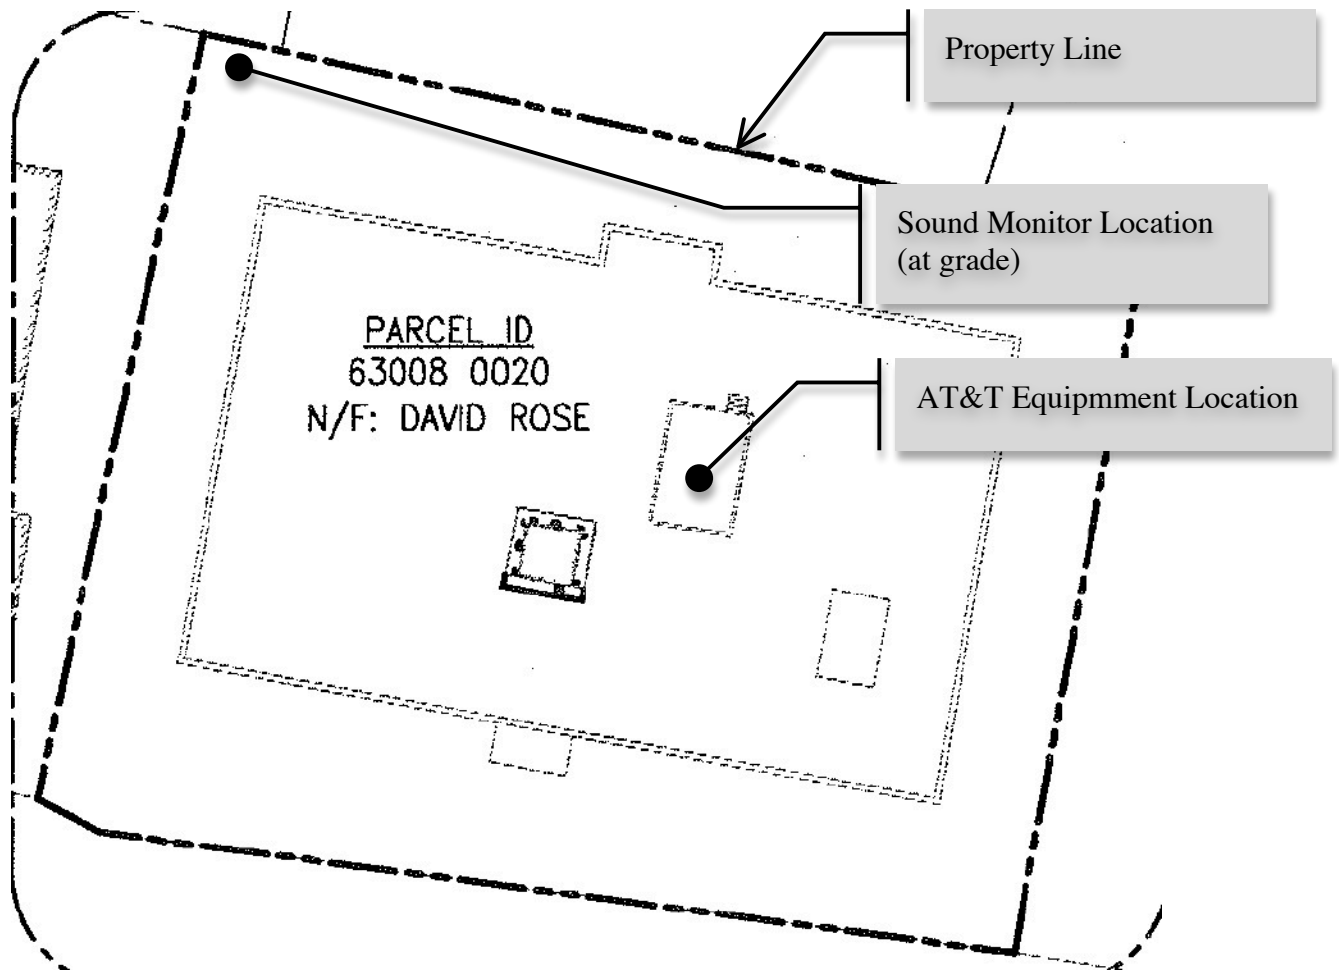 Property Line
Sound Monitor Location
(at grade)
PARCEL ID
63008 0020
N/F: DAVID ROSE
AT&T Equipmment Location